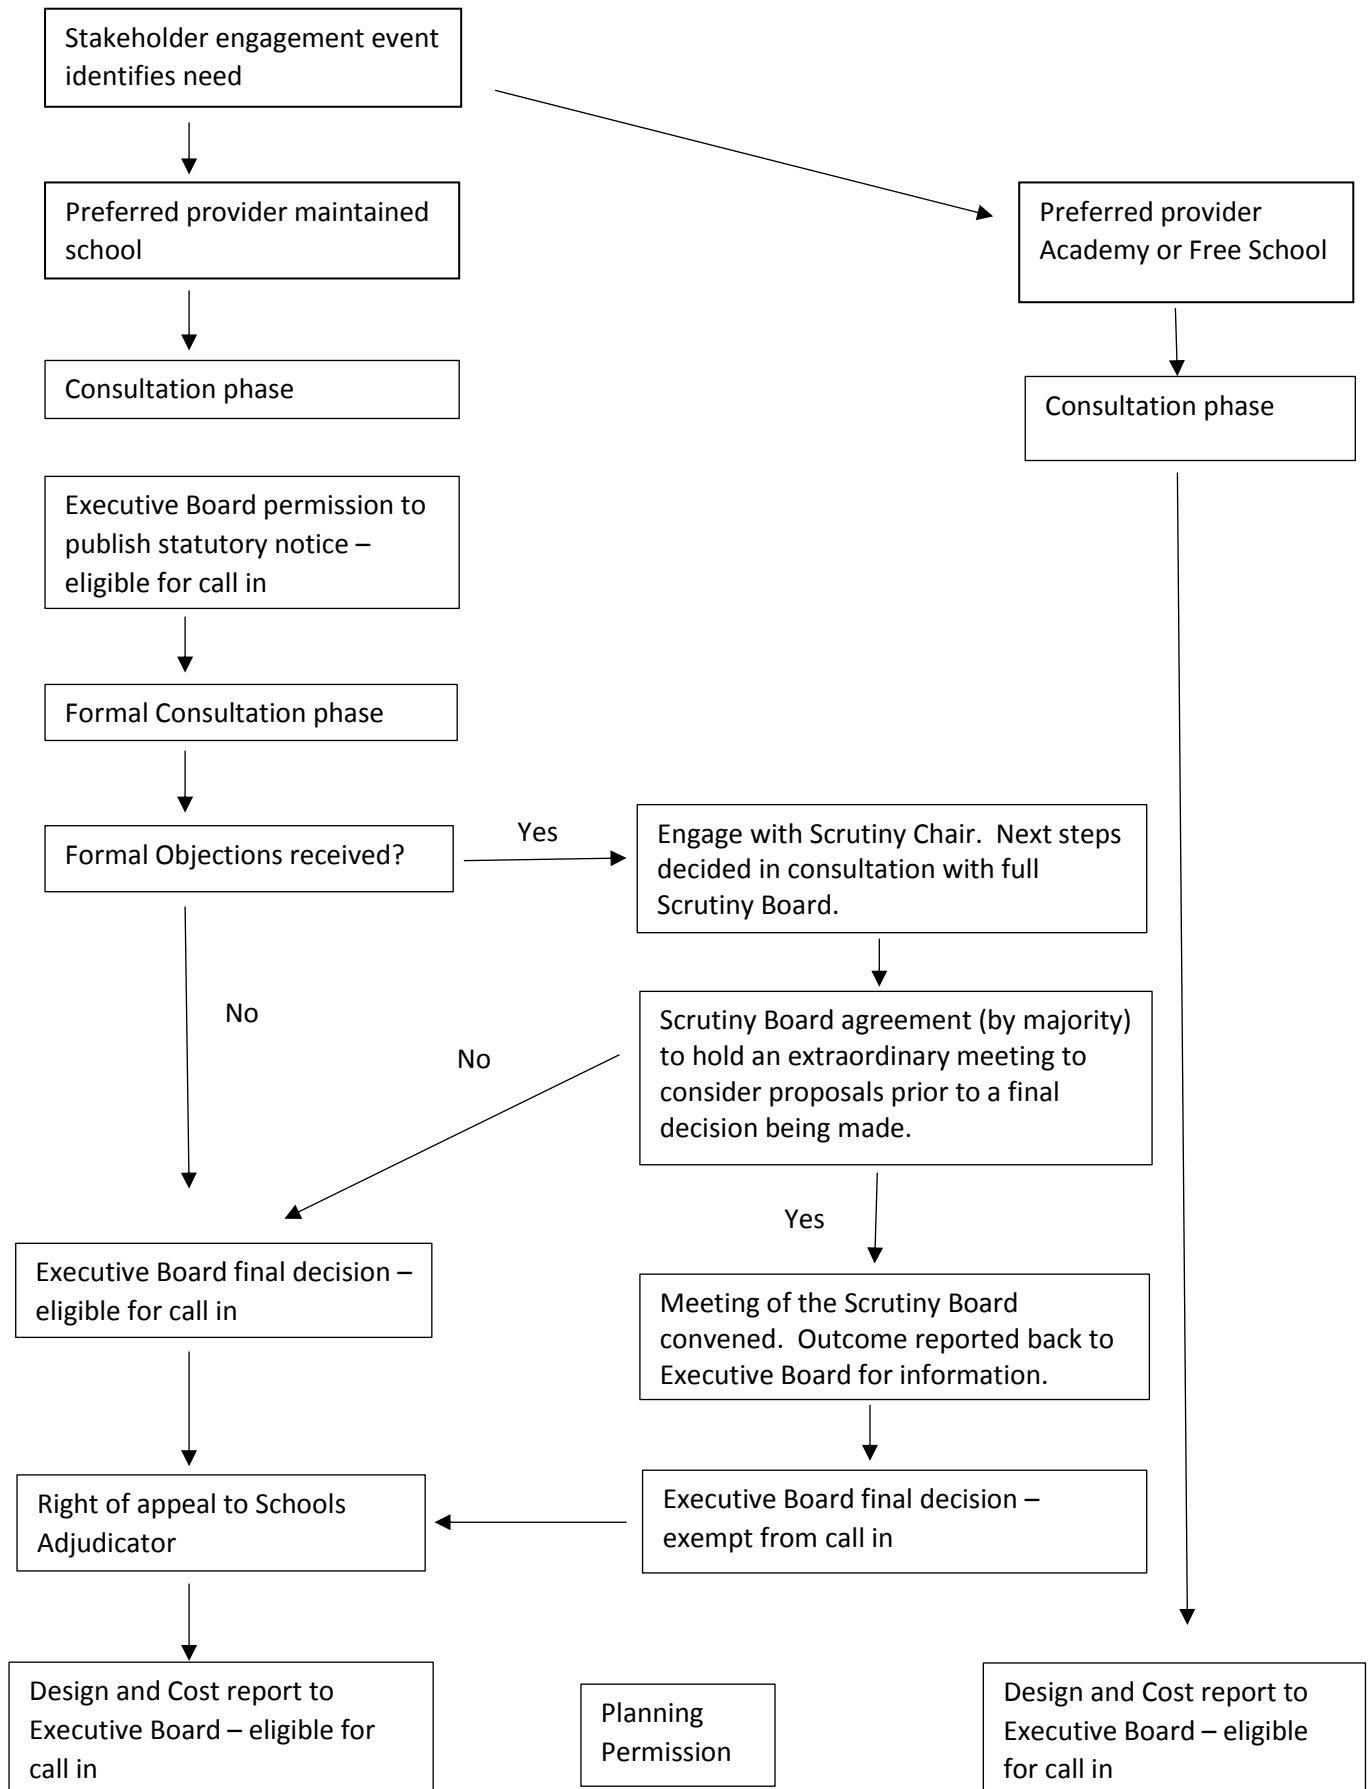 Stakeholder engagement event
identifies need
Preferred provider maintained
school
Preferred provider
Academy or Free School
Consultation phase
Consultation phase
Executive Board permission to
publish statutory notice –
eligible for call in
Formal Consultation phase
Formal Objections received?
Yes
Engage with Scrutiny Chair.  Next steps
decided in consultation with full
Scrutiny Board.
No
No
Scrutiny Board agreement (by majority)
to hold an extraordinary meeting to
consider proposals prior to a final
decision being made.
Yes
Executive Board final decision –
eligible for call in
Meeting of the Scrutiny Board
convened.  Outcome reported back to
Executive Board for information.
Right of appeal to Schools
Adjudicator
Executive Board final decision –
exempt from call in
Design and Cost report to
Executive Board – eligible for
call in
Planning
Permission
Design and Cost report to
Executive Board – eligible
for call in